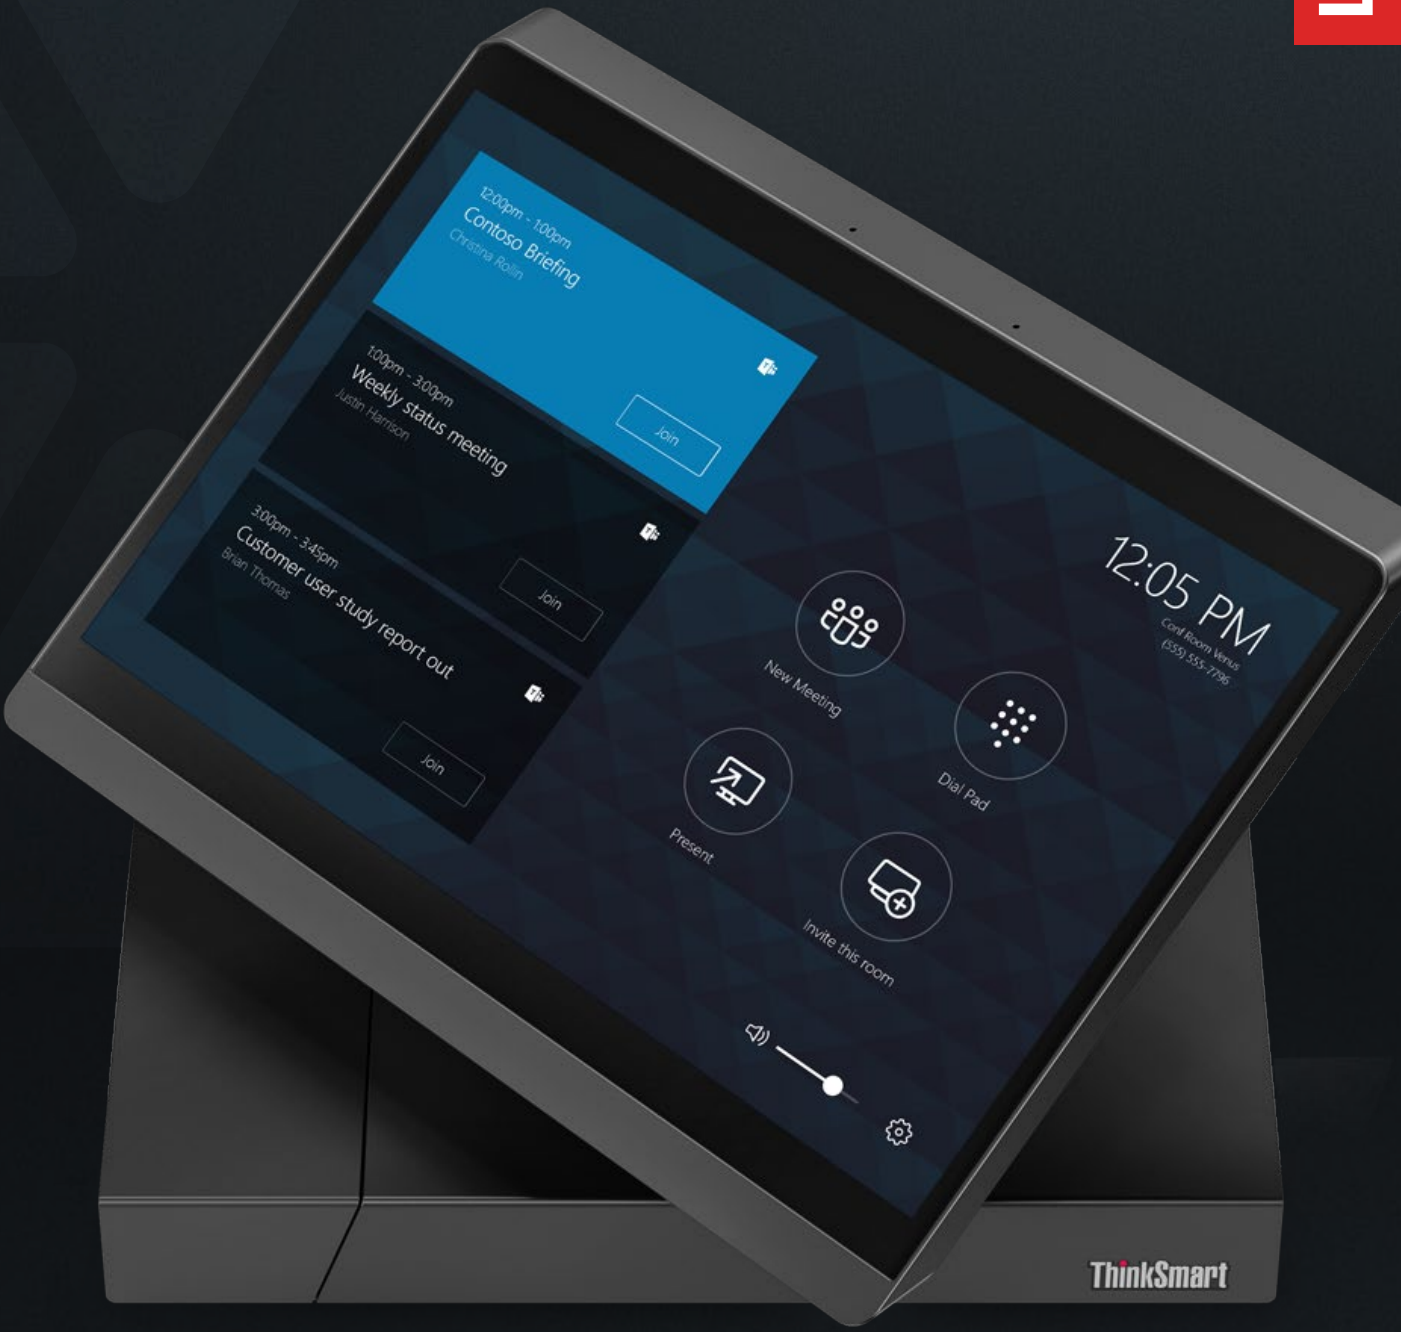 12:00pm - 1:00pm
Contoso Briefing
Christina Rollin
Join
1:00pm - 3:00pm
Weekly status meeting
Justin Harrison
Join
3:00pm - 3:45pm
Customer user study report out
Brian Thomas
Join
12:05 PM
Conf Room Venus
(555) 555-7796
New Meeting
Dial Pad
Present
Invite this room
ThinkSmart